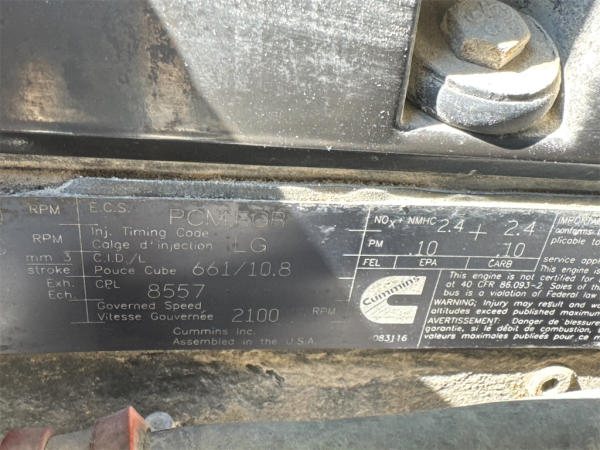 RPM
E.C.S.
RPM
Inj. Timing Code
Calge d'injection LG
mm 3
stroke
C.I.D./L
Pouce Cube 661/10.8
Exh.
Ech.
CPL 8557
Governed Speed
Vitesse Gouvernée 2100 RPM
Cummins Inc.
Assembled in the U.S.A.
NOx + NMHC 2.4 + 2.4
PM .10 .10
FEL EPA CARB
Cummins
083116
IMPORTAN
conforms
plicable to
service appl
This engine is
This engine is not certified for
at 40 CFR 86.093-2. Sales of
bus is a violation of Federal law
WARNING: Injury may result and
altitudes exceed published maximum
AVERTISSEMENT: Danger de blessure
garantie, si le débit de combustion,
valeurs maximales publiées pour ce m